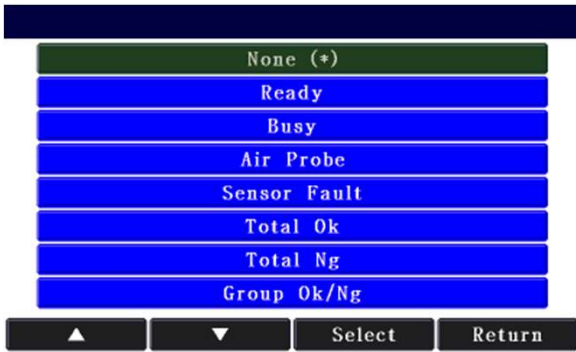 None (*)
Ready
Busy
Air Probe
Sensor Fault
Total Ok
Total Ng
Group Ok/Ng
▲ ▼ Select Return